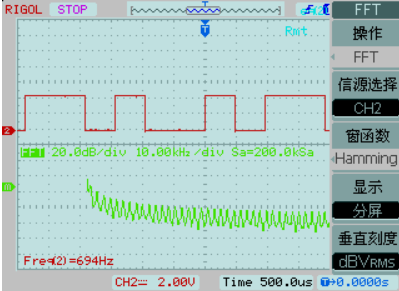 RIGOL STOP FFT
Rmt
操作
FFT
信源选择
CH2
窗函数
Hamming
FFT 20.0dB/div 10.00kHz/div Sa=200.0kSa
显示
分屏
垂直刻度
dBVRMS
Freq(2)=694Hz
CH2 2.00V Time 500.0us 0.0000s